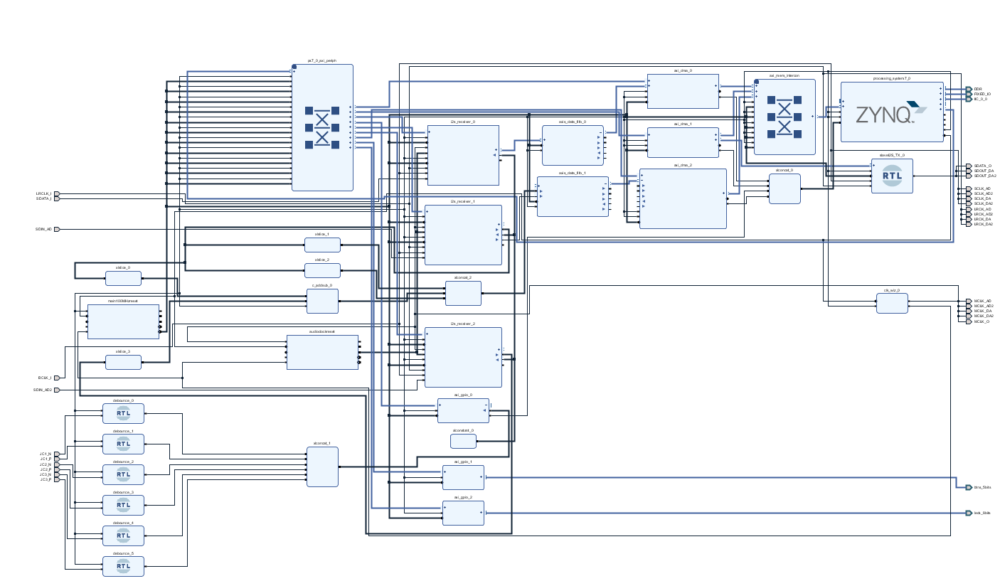 ps7_0_axi_periph
axi_dma_0
axi_mem_intercon
processing_system7_0
DDR
FIXED_IO
IIC_0_0
ZYNQ
i2s_receiver_0
axis_data_fifo_0
axi_dma_1
slaveI2S_TX_0
RTL
SDATA_O
SDOUT_DA
SDOUT_DA2
axis_data_fifo_1
axi_dma_2
xlconcat_0
SCLK_AD
SCLK_AD2
SCLK_DA
SCLK_DA2
LRCK_AD
LRCK_AD2
LRCK_DA
LRCK_DA2
LRCLK_I
SDATA_I
i2s_receiver_1
SDIN_AD
xlslice_1
xlslice_2
xlslice_0
c_addsub_0
xlconcat_2
clk_wiz_0
main100MHzreset
MCLK_AD
MCLK_AD2
MCLK_DA
MCLK_DA2
MCLK_O
audioclockreset
i2s_receiver_2
xlslice_3
BCLK_I
SDIN_AD2
debounce_0
RTL
axi_gpio_0
debounce_1
RTL
xlconstant_0
xlconcat_1
JC1_N
JC1_P
JC2_N
JC2_P
JC3_N
JC3_P
debounce_2
RTL
axi_gpio_1
btns_5bits
debounce_3
RTL
axi_gpio_2
leds_8bits
debounce_4
RTL
debounce_5
RTL